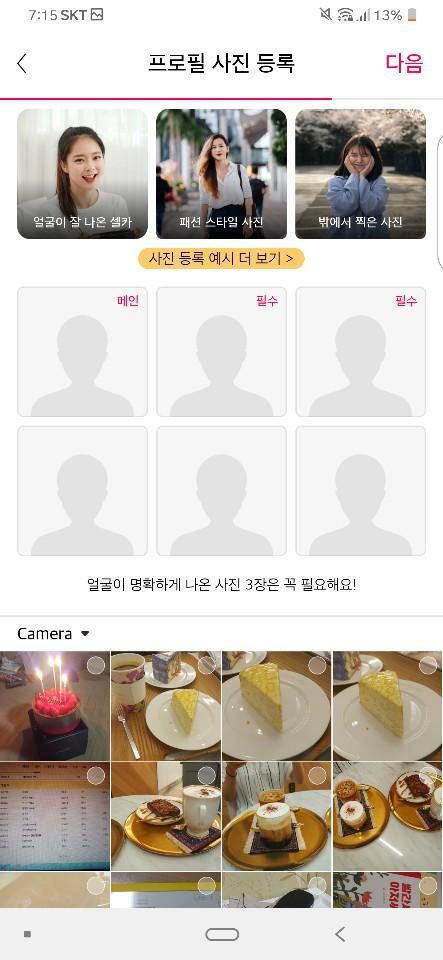 7:15 SKT 13%
프로필 사진 등록 다음
얼굴이 잘 나온 셀카 패션 스타일 사진 밖에서 찍은 사진
사진 등록 예시 더 보기 >
메인 필수 필수
얼굴이 명확하게 나온 사진 3장은 꼭 필요해요!
Camera
빨간